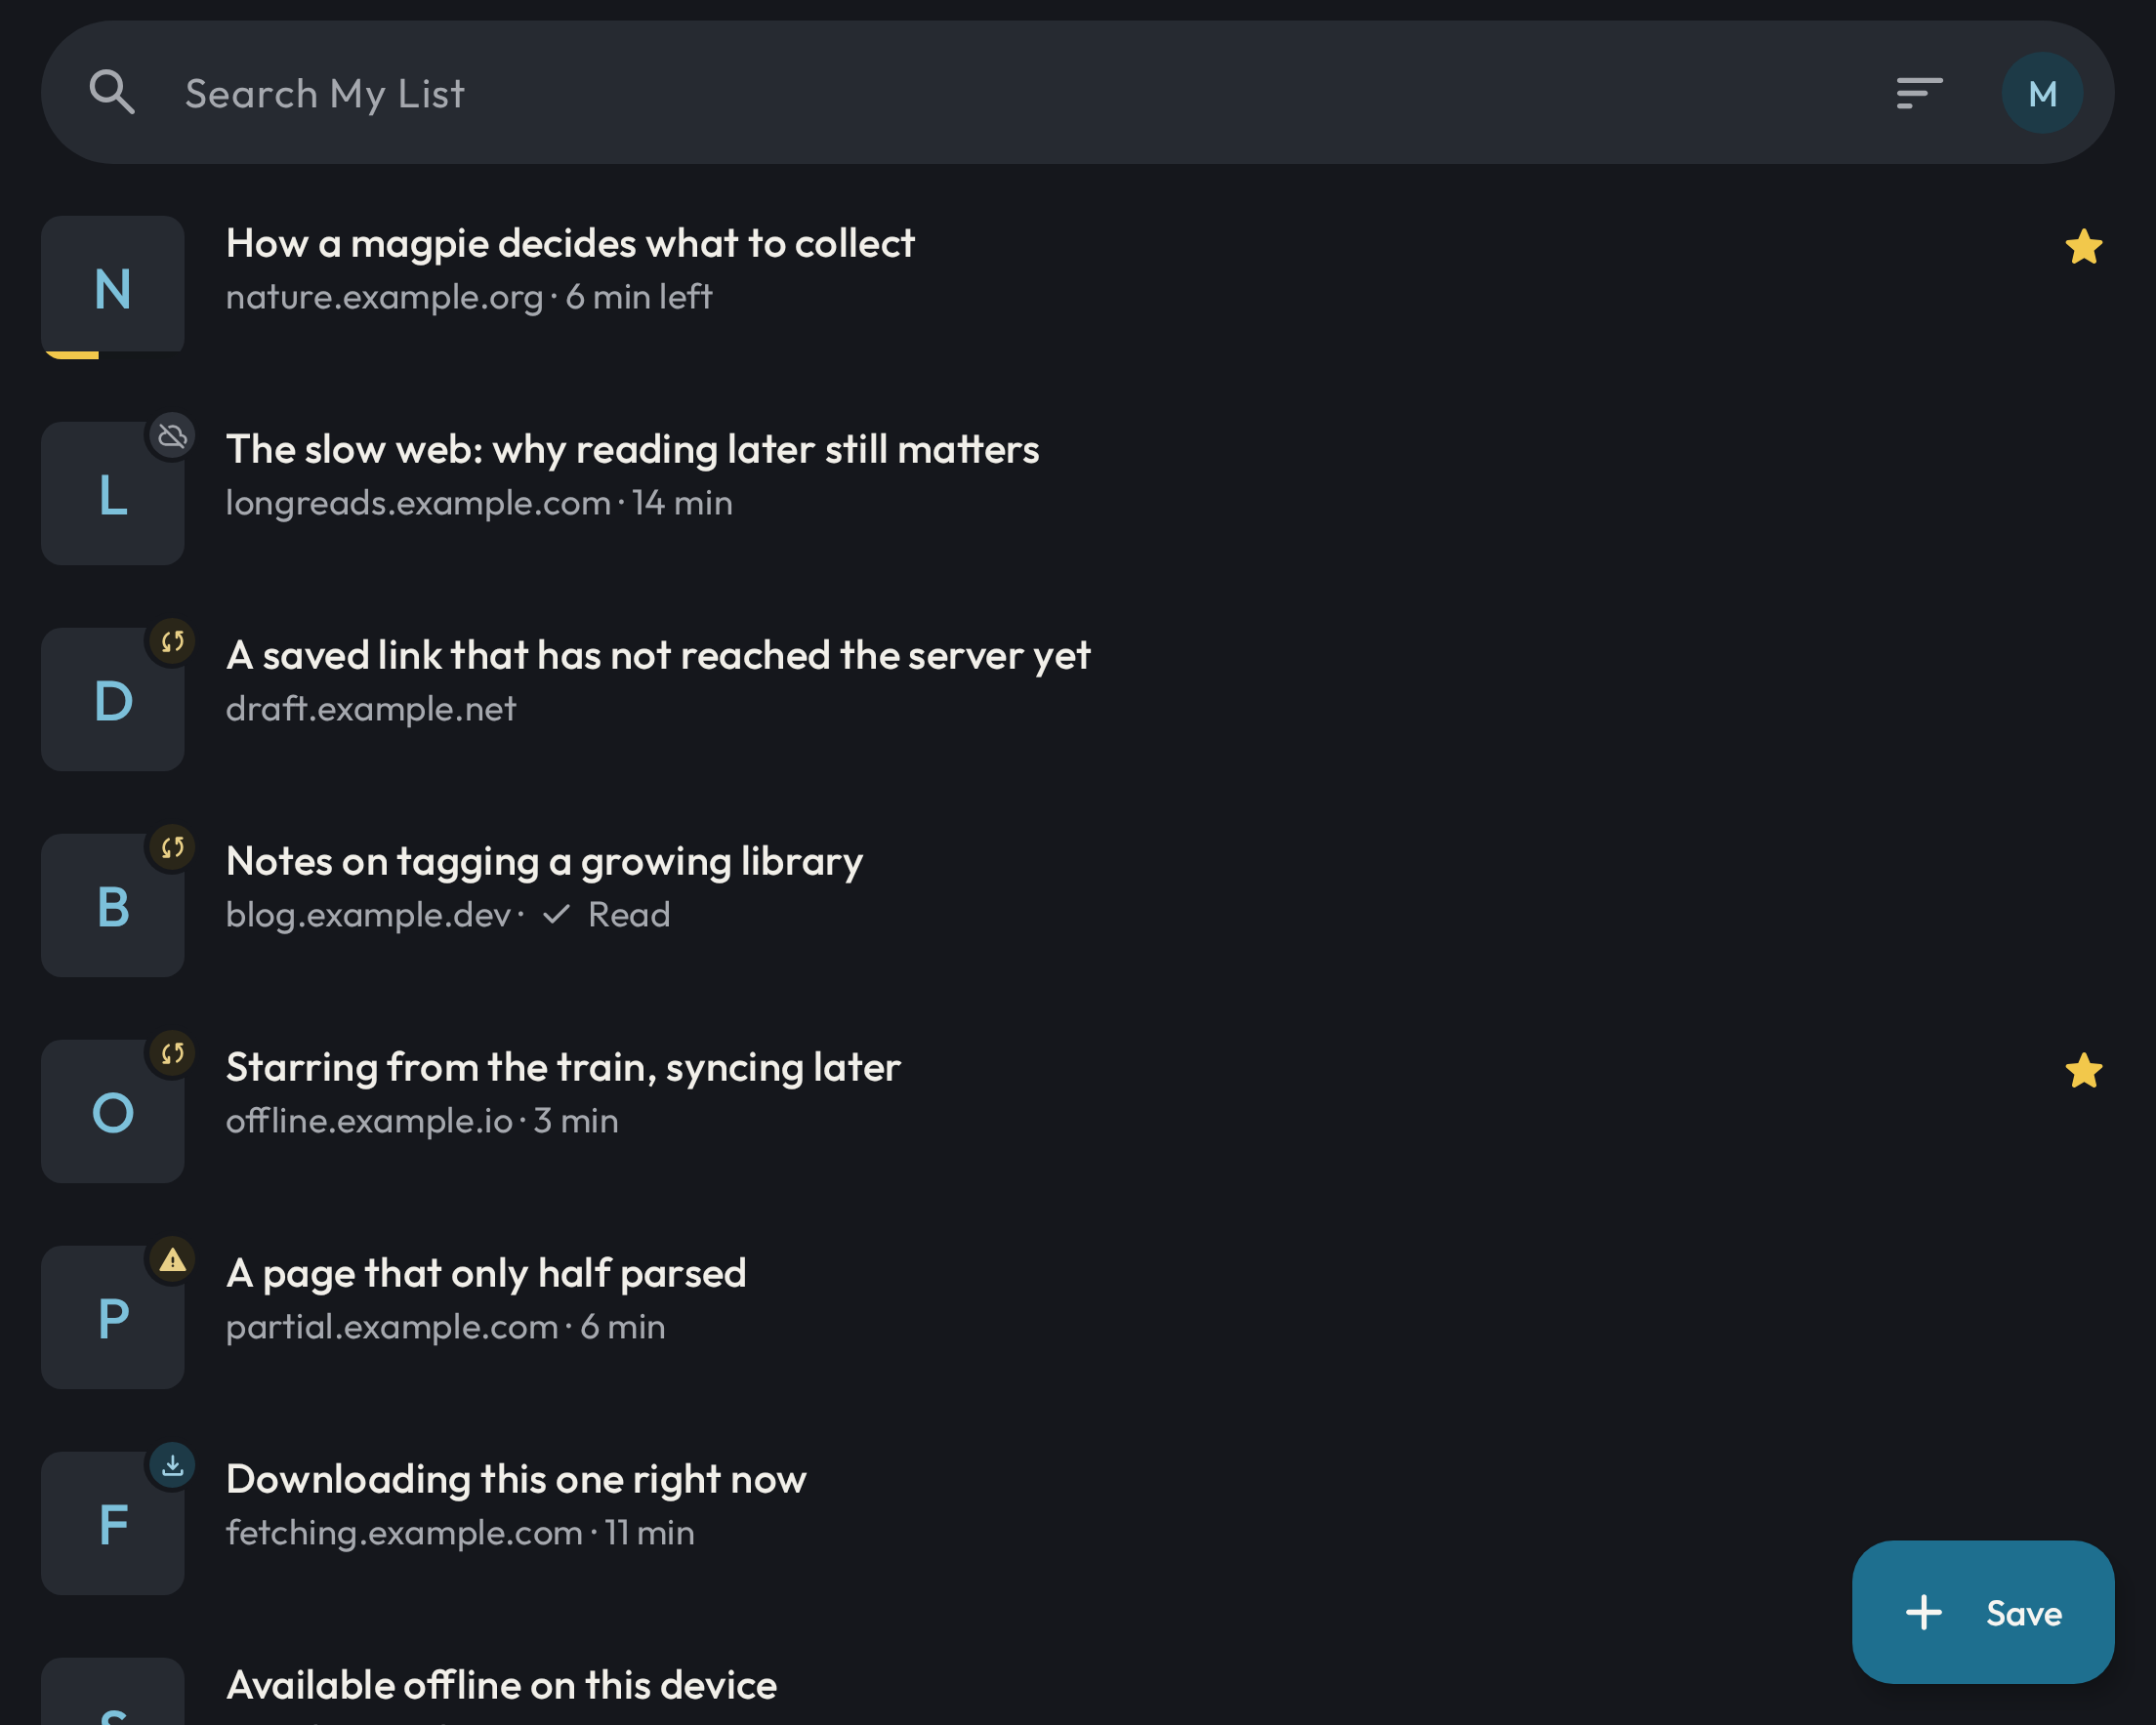 Search My List
M
N
How a magpie decides what to collect
nature.example.org · 6 min left
L
The slow web: why reading later still matters
longreads.example.com · 14 min
D
A saved link that has not reached the server yet
draft.example.net
B
Notes on tagging a growing library
blog.example.dev · ✓ Read
O
Starring from the train, syncing later
offline.example.io · 3 min
P
A page that only half parsed
partial.example.com · 6 min
F
Downloading this one right now
fetching.example.com · 11 min
+ Save
S
Available offline on this device